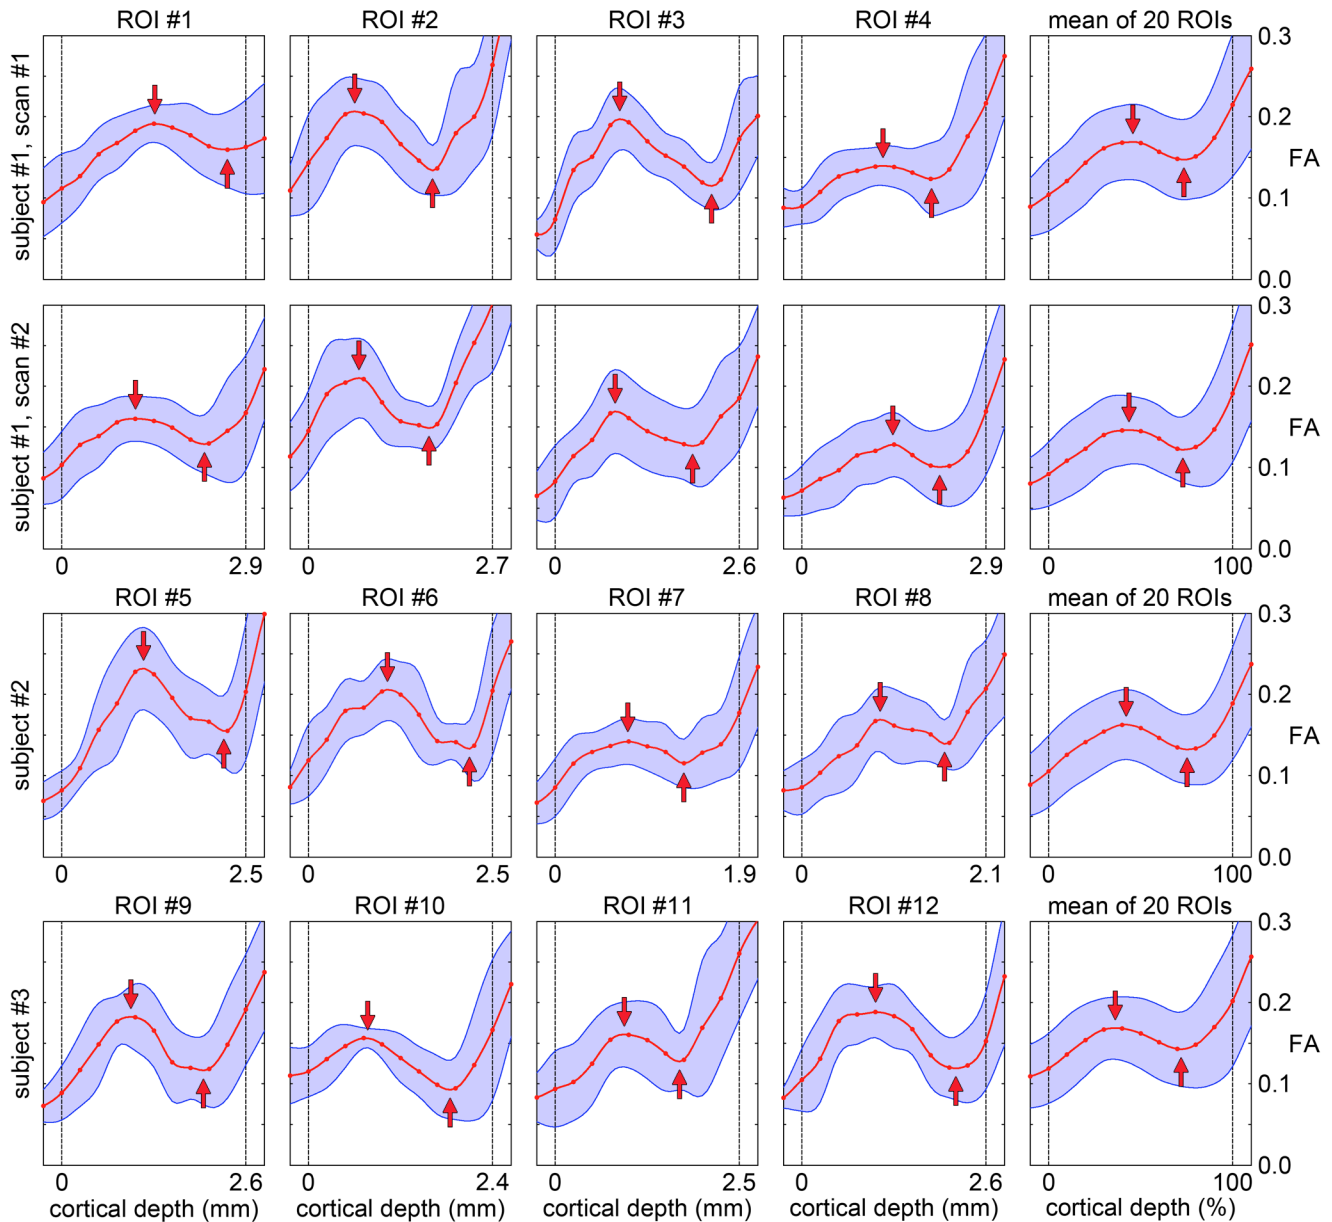 ROI #1 ROI #2 ROI #3 ROI #4 mean of 20 ROIs
subject #1, scan #1
0.3
0.2
FA
0.1
0.0
subject #1, scan #2
0.3
0.2
FA
0.1
0.0
0 2.9 0 2.7 0 2.6 0 2.9 0 100
ROI #5 ROI #6 ROI #7 ROI #8 mean of 20 ROIs
subject #2
0.3
0.2
FA
0.1
0.0
0 2.5 0 2.5 0 1.9 0 2.1 0 100
ROI #9 ROI #10 ROI #11 ROI #12 mean of 20 ROIs
subject #3
0.3
0.2
FA
0.1
0.0
0 2.6 0 2.4 0 2.5 0 2.6 0 100
cortical depth (mm) cortical depth (mm) cortical depth (mm) cortical depth (mm) cortical depth (%)